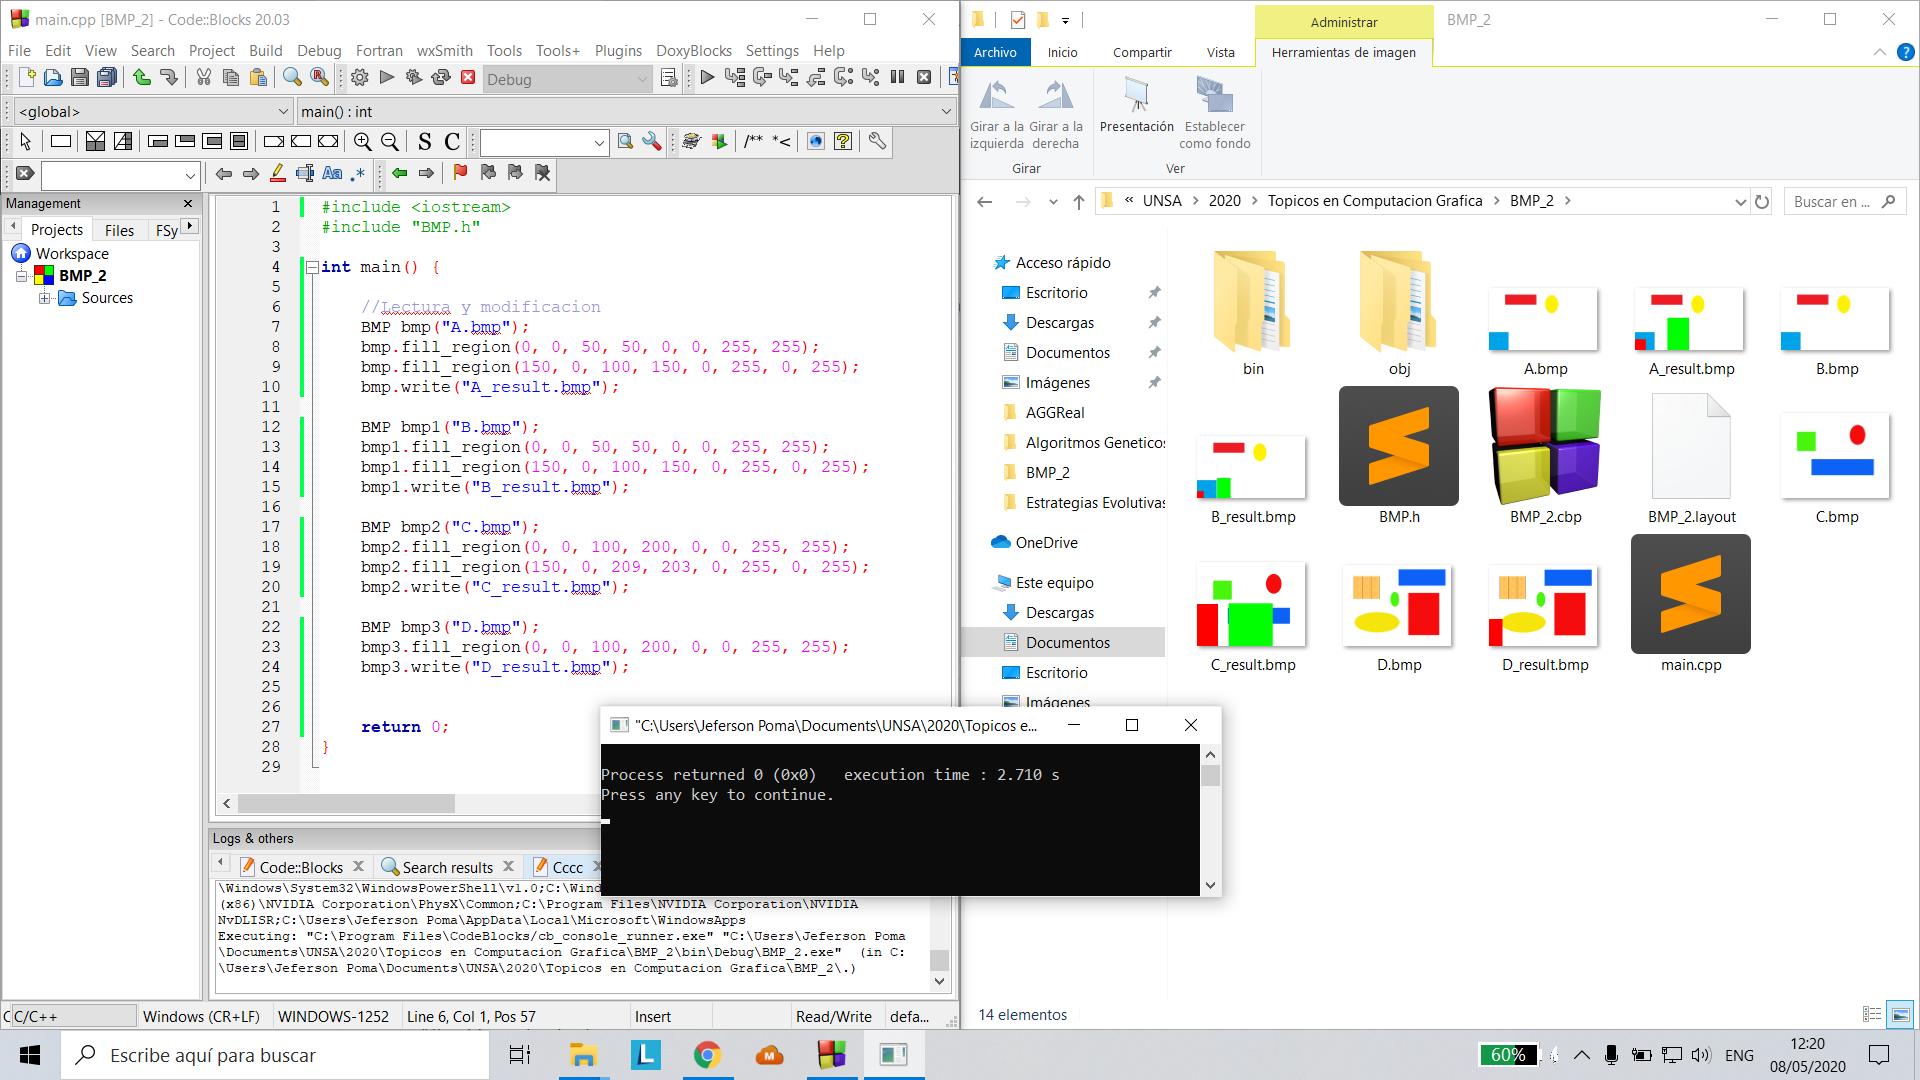 main.cpp [BMP_2] - Code::Blocks 20.03
File Edit View Search Project Build Debug Fortran wxSmith Tools Tools+ Plugins DoxyBlocks Settings Help
Debug
<global>
main() : int
S C
/** *<
Aa .*
Management
Projects Files FSy
Workspace
BMP_2
Sources
1 #include <iostream>
2 #include "BMP.h"
3
4 int main() {
5
6 //Lectura y modificacion
7 BMP bmp("A.bmp");
8 bmp.fill_region(0, 0, 50, 50, 0, 0, 255, 255);
9 bmp.fill_region(150, 0, 100, 150, 0, 255, 0, 255);
10 bmp.write("A_result.bmp");
11
12 BMP bmp1("B.bmp");
13 bmp1.fill_region(0, 0, 50, 50, 0, 0, 255, 255);
14 bmp1.fill_region(150, 0, 100, 150, 0, 255, 0, 255);
15 bmp1.write("B_result.bmp");
16
17 BMP bmp2("C.bmp");
18 bmp2.fill_region(0, 0, 100, 200, 0, 0, 255, 255);
19 bmp2.fill_region(150, 0, 209, 203, 0, 255, 0, 255);
20 bmp2.write("C_result.bmp");
21
22 BMP bmp3("D.bmp");
23 bmp3.fill_region(0, 0, 100, 200, 0, 0, 255, 255);
24 bmp3.write("D_result.bmp");
25
26
27 return 0;
28 }
29
Logs & others
Code::Blocks Search results Cccc
\Windows\System32\WindowsPowerShell\v1.0;C:\Wind
(x86)\NVIDIA Corporation\PhysX\Common;C:\Program Files\NVIDIA Corporation\NVIDIA
NvDLISR;C:\Users\Jeferson Poma\AppData\Local\Microsoft\WindowsApps
Executing: "C:\Program Files\CodeBlocks/cb_console_runner.exe" "C:\Users\Jeferson Poma
\Documents\UNSA\2020\Topicos en Computacion Grafica\BMP_2\bin\Debug\BMP_2.exe" (in C:
\Users\Jeferson Poma\Documents\UNSA\2020\Topicos en Computacion Grafica\BMP_2\.)
C C/C++ Windows (CR+LF) WINDOWS-1252 Line 6, Col 1, Pos 57 Insert Read/Write defa...
"C:\Users\Jeferson Poma\Documents\UNSA\2020\Topicos e...
Process returned 0 (0x0) execution time : 2.710 s
Press any key to continue.
Administrar
BMP_2
Archivo Inicio Compartir Vista Herramientas de imagen
Girar a la izquierda
Girar a la derecha
Presentación
Establecer como fondo
Girar
Ver
« UNSA > 2020 > Topicos en Computacion Grafica > BMP_2 >
Buscar en ...
Acceso rápido
Escritorio
Descargas
Documentos
Imágenes
AGGReal
Algoritmos Genetico
BMP_2
Estrategias Evolutivas
OneDrive
Este equipo
Descargas
Documentos
Escritorio
Imágenes
bin
obj
A.bmp
A_result.bmp
B.bmp
B_result.bmp
BMP.h
BMP_2.cbp
BMP_2.layout
C.bmp
C_result.bmp
D.bmp
D_result.bmp
main.cpp
14 elementos
Escribe aquí para buscar
L
60%
ENG
12:20
08/05/2020